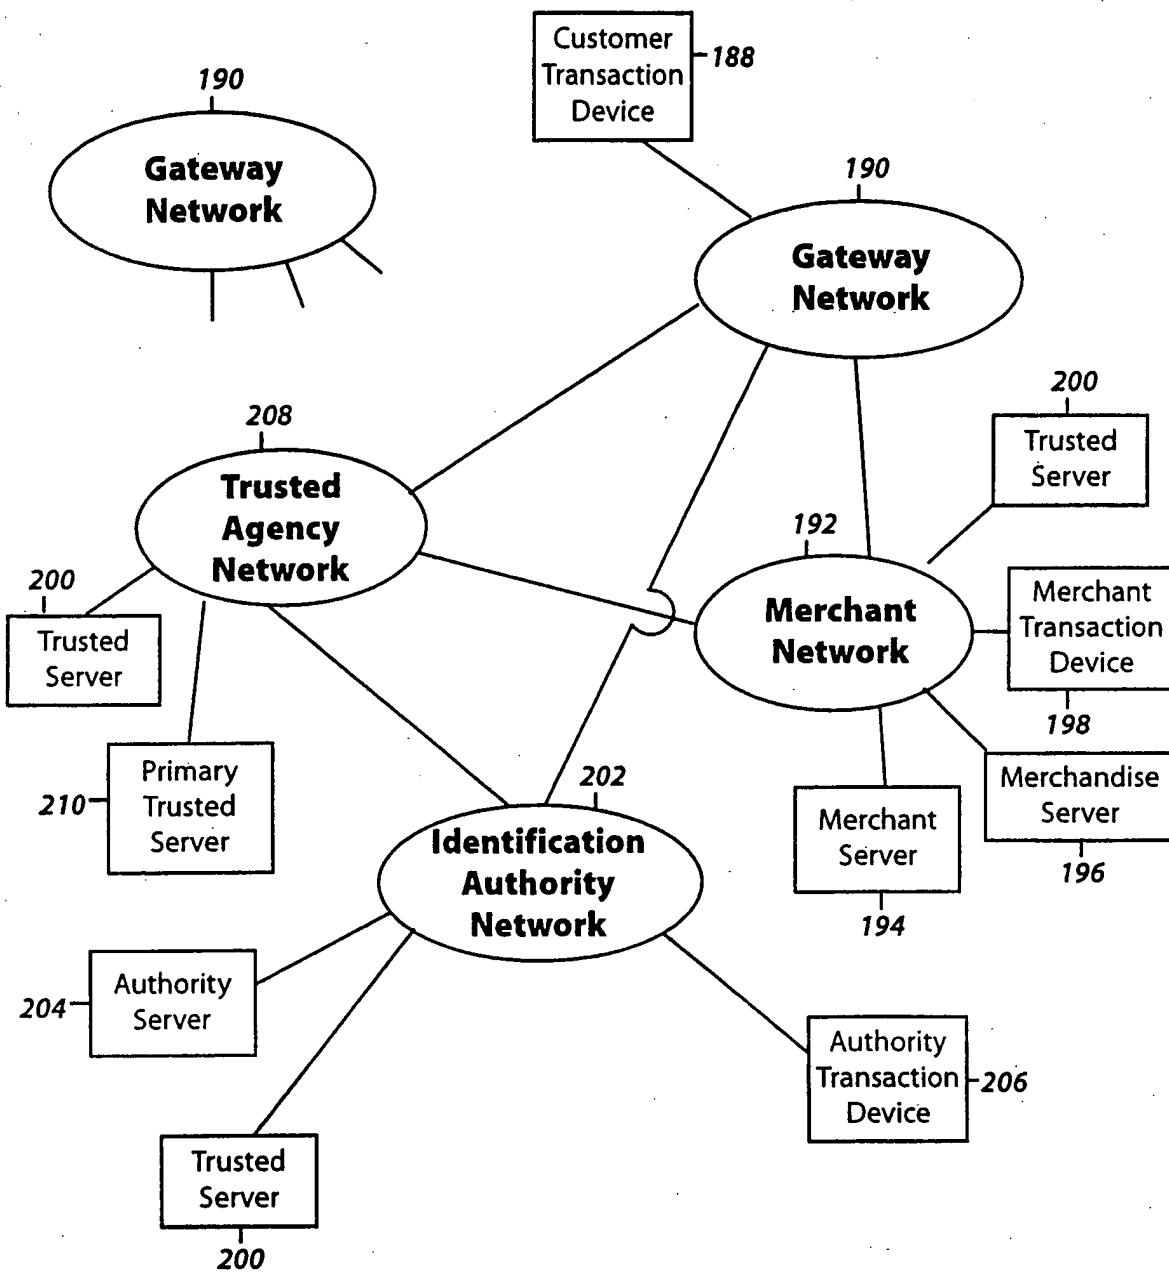 Customer
Transaction
Device
188
190
Gateway
Network
190
Gateway
Network
200
Trusted
Server
208
Trusted
Agency
Network
192
Merchant
Network
200
Trusted
Server
Merchant
Transaction
Device
198
210
Primary
Trusted
Server
202
Identification
Authority
Network
Merchandise
Server
196
Merchant
Server
194
204
Authority
Server
Authority
Transaction
Device
206
Trusted
Server
200